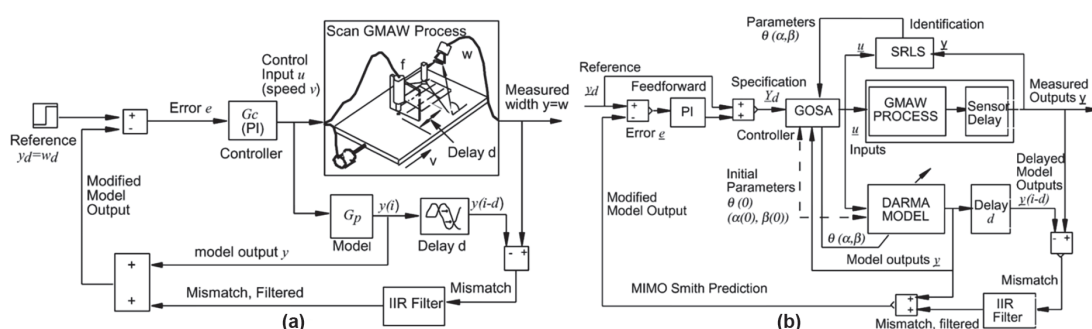 Scan GMAW Process
Control
Input u
(speed v)
f
w
Measured
width y=w
Error e
Gc
(PI)
Controller
+
-
Reference
yd=wd
Delay d
v
Modified
Model
Output
Gp
Model
y(i)
y(i-d)
Delay d
- +
model output y
Mismatch
+
+
Mismatch, Filtered
IIR Filter
(a)
Parameters
θ (α,β)
Identification
SRLS
u
y
Reference
yd
Feedforward
Specification
Yd
Measured
Outputs y
+
-
PI
+
+
GOSA
GMAW
PROCESS
Sensor
Delay
Error e
Controller
u
Inputs
Initial
Parameters
θ (0)
(α(0), β(0))
Delayed
Model
Outputs
y(i-d)
Modified
Model Output
DARMA
MODEL
Delay
d
θ (α,β)
- +
Model outputs y
Mismatch
MIMO Smith Prediction
+
+
IIR
Filter
Mismatch, filtered
(b)